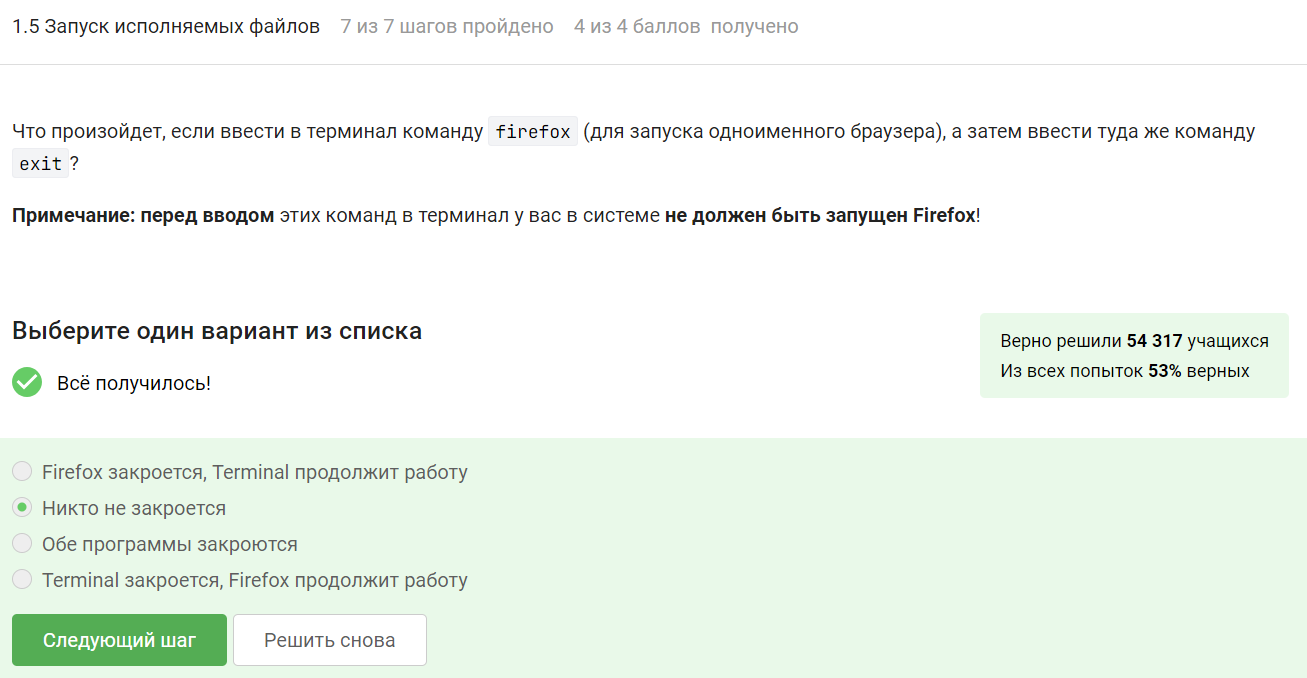 1.5 Запуск исполняемых файлов 7 из 7 шагов пройдено 4 из 4 баллов получено
Что произойдет, если ввести в терминал команду firefox (для запуска одноименного браузера), а затем ввести туда же команду
exit ?
Примечание: перед вводом этих команд в терминал у вас в системе не должен быть запущен Firefox!
Выберите один вариант из списка
Верно решили 54 317 учащихся
Из всех попыток 53% верных
Всё получилось!
Firefox закроется, Terminal продолжит работу
Никто не закроется
Обе программы закроются
Terminal закроется, Firefox продолжит работу
Следующий шаг Решить снова